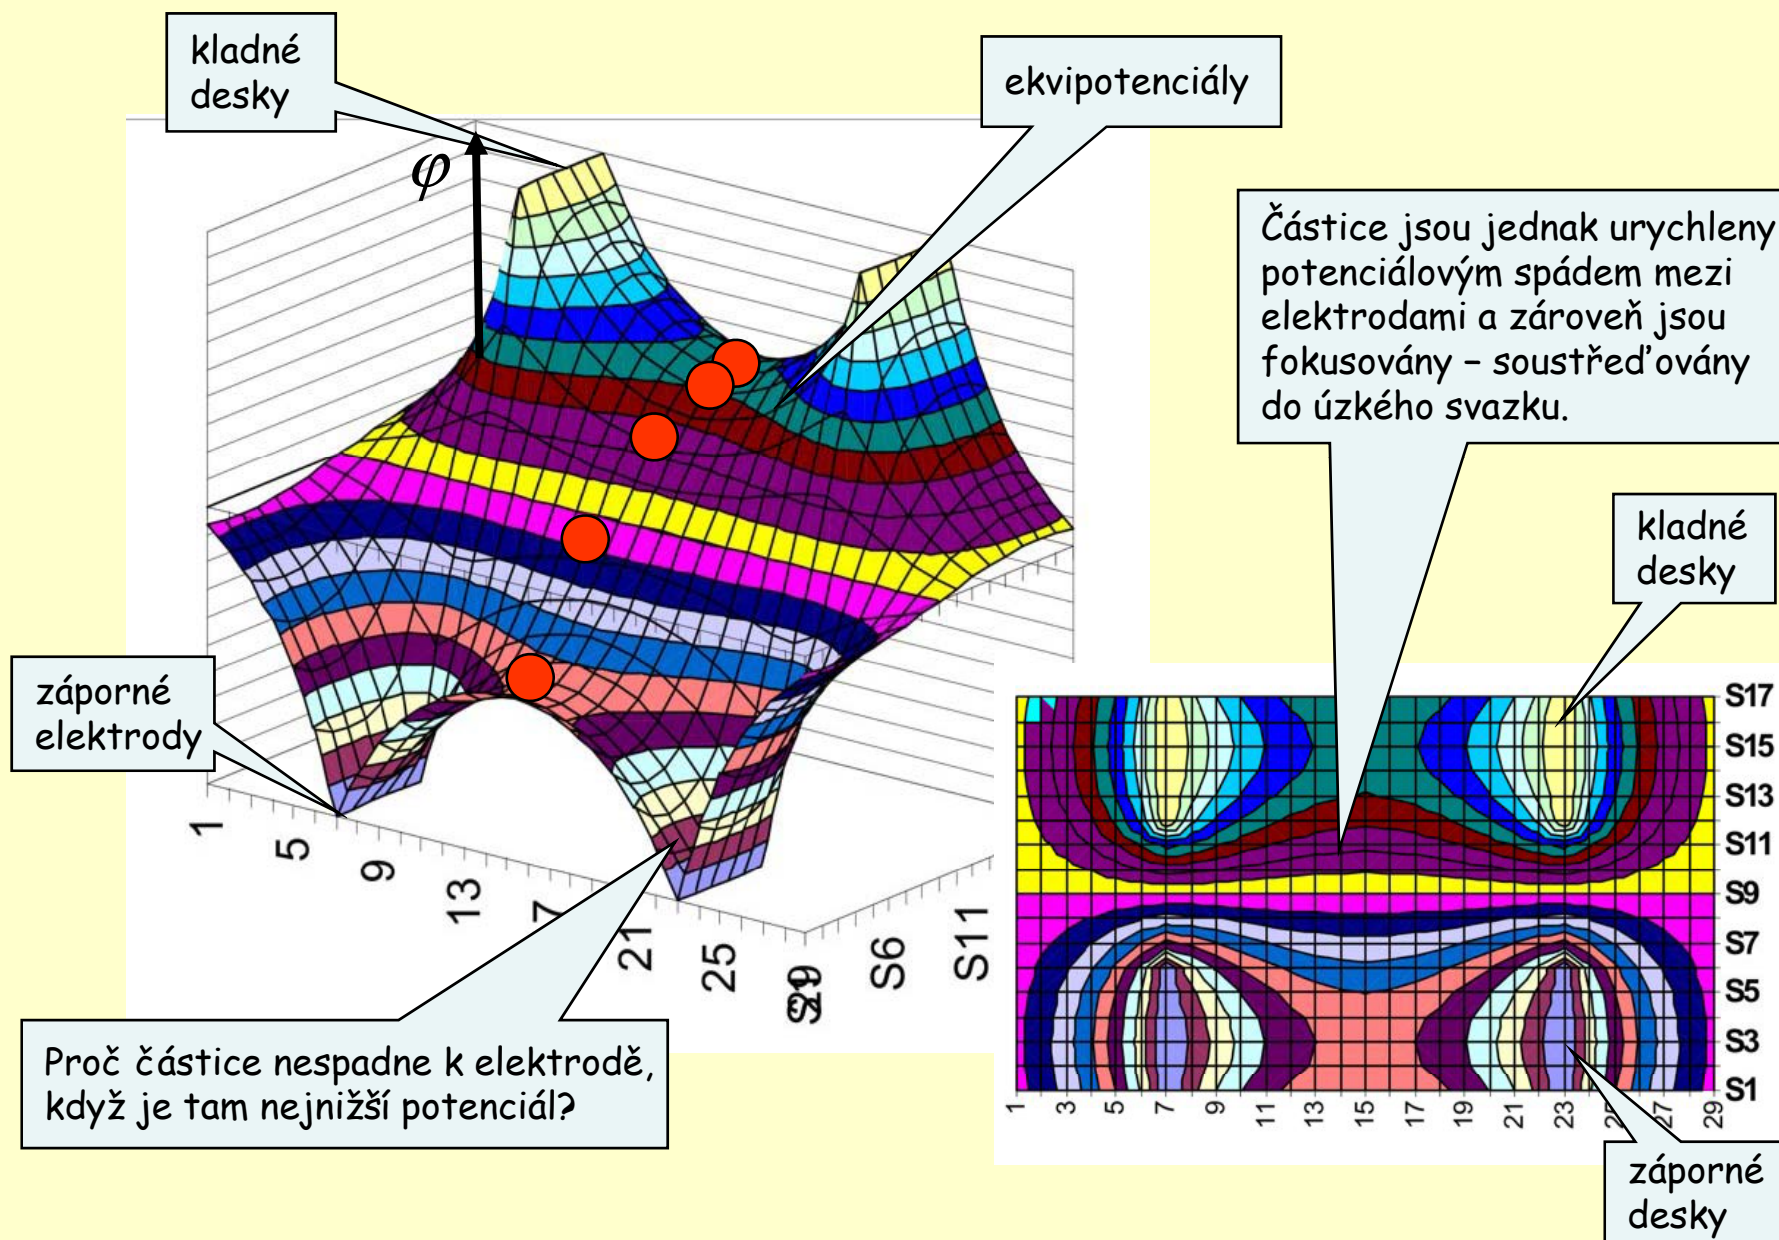 kladné
desky
φ
ekvipotenciály
Částice jsou jednak urychleny
potenciálovým spádem mezi
elektrodami a zároveň jsou
fokusovány – soustřeďovány
do úzkého svazku.
kladné
desky
záporné
elektrody
1
5
9
13
21
25
S6
S11
Proč částice nespadne k elektrodě,
když je tam nejnižší potenciál?
S17
S15
S13
S11
S9
S7
S5
S3
S1
1
3
5
7
9
11
13
15
17
19
21
23
27
29
záporné
desky